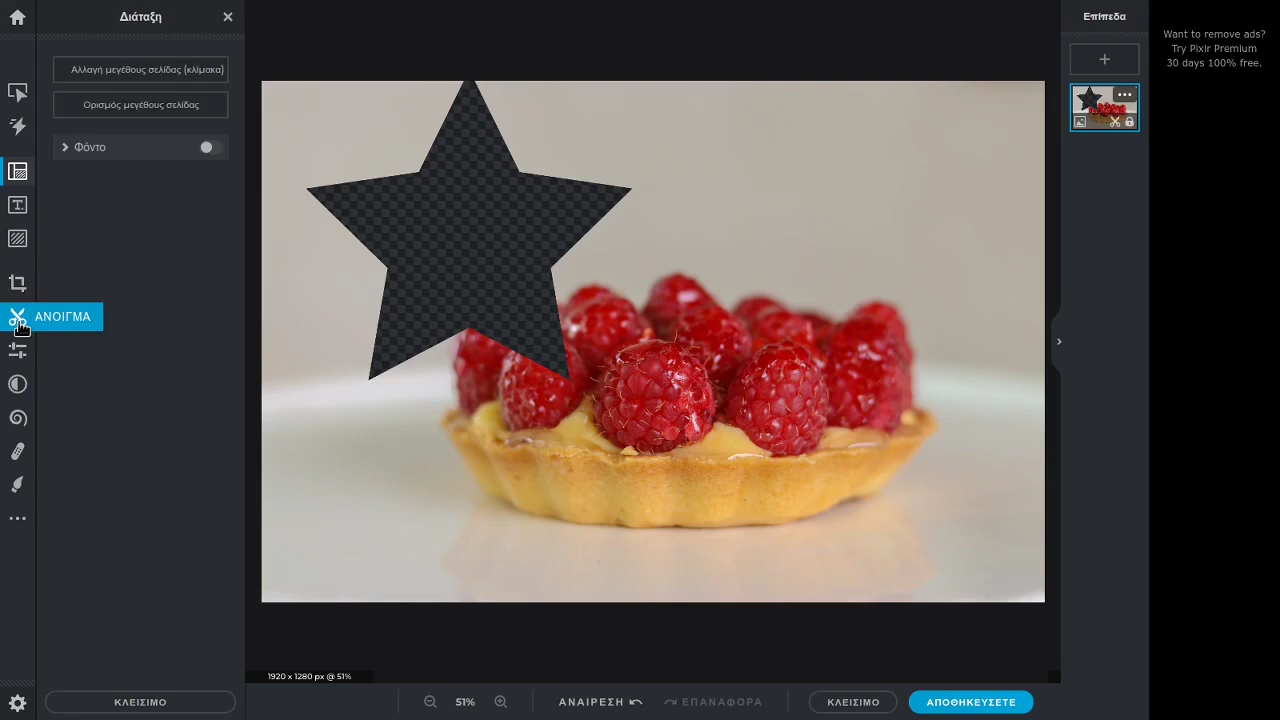 Διάταξη
Επίπεδα
Want to remove ads?
Try Pixlr Premium
30 days 100% free.
Αλλαγή μεγέθους σελίδας (κλίμακα)
Ορισμός μεγέθους σελίδας
Φόντο
ΑΝΟΙΓΜΑ
1920 x 1280 px @ 51%
ΚΛΕΙΣΙΜΟ
51%
ΑΝΑΙΡΕΣΗ
ΕΠΑΝΑΦΟΡΑ
ΚΛΕΙΣΙΜΟ
ΑΠΟΘΗΚΕΥΣΕΤΕ